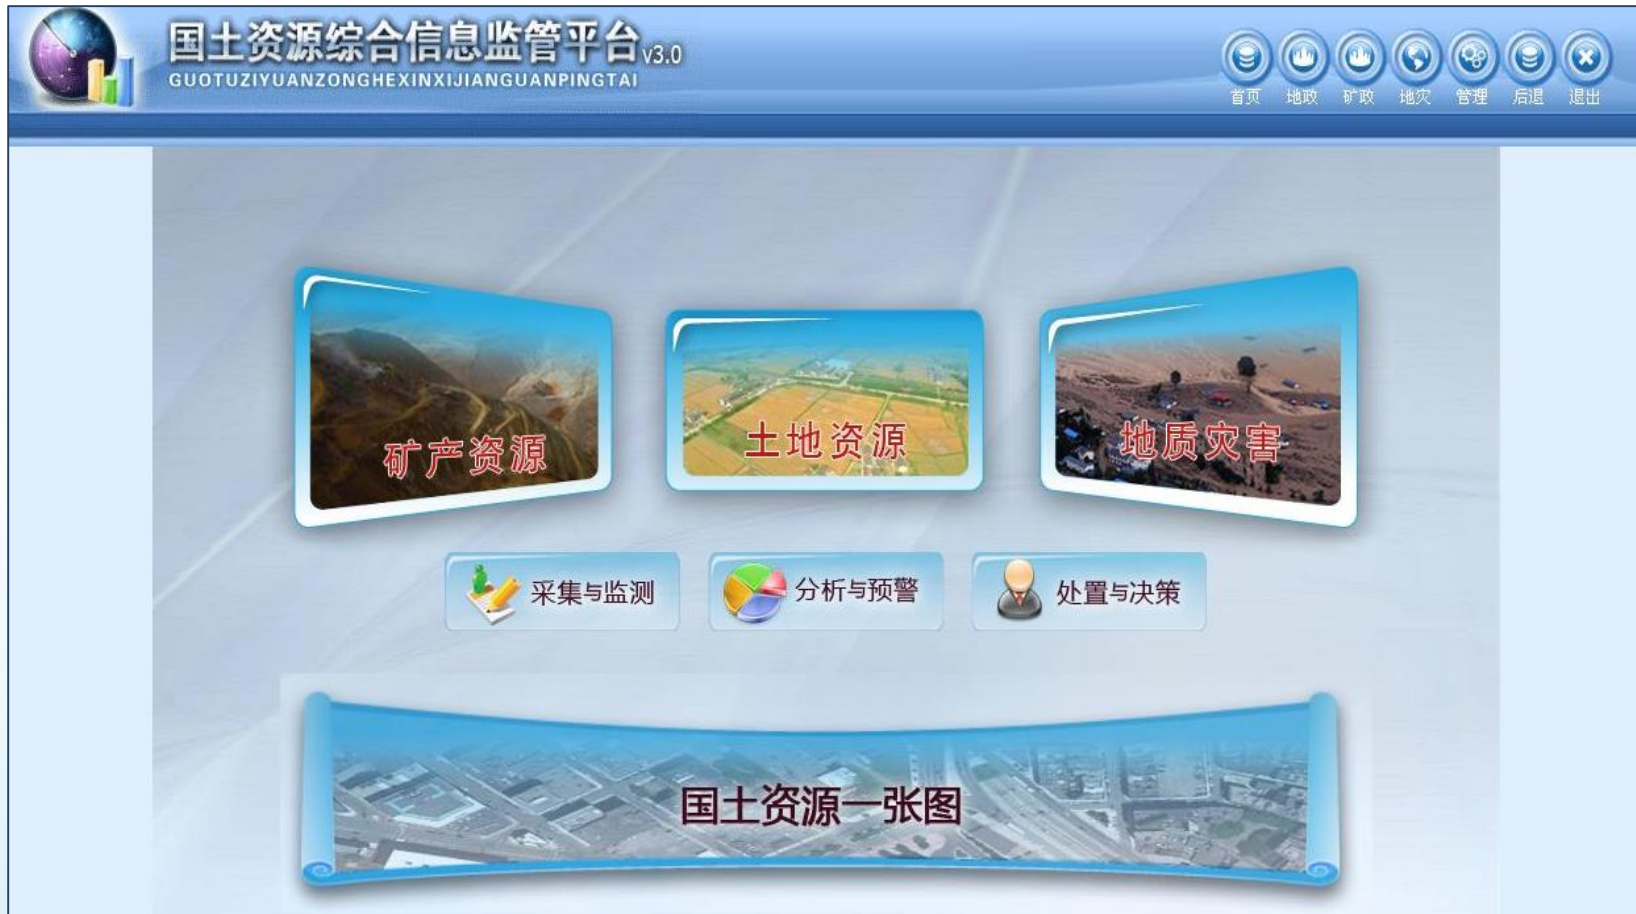 国土资源综合信息监管平台v3.0
GUOTUZIYUANZONGHEXINXIJIANGUANPINGTAI
首页 地政 矿政 地灾 管理 后退 退出
矿产资源 土地资源 地质灾害
采集与监测 分析与预警 处置与决策
国土资源一张图